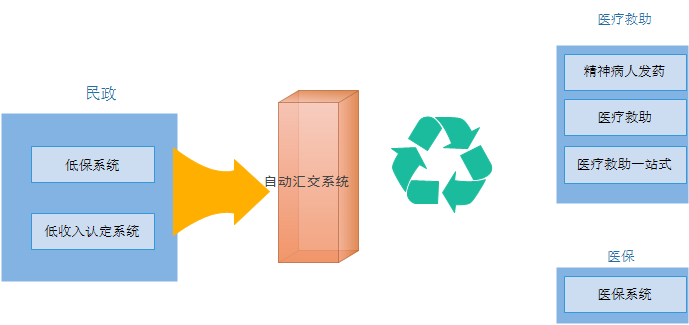 民政
低保系统
低收入认定系统
自动汇交系统
医疗救助
精神病人发药
医疗救助
医疗救助一站式
医保
医保系统